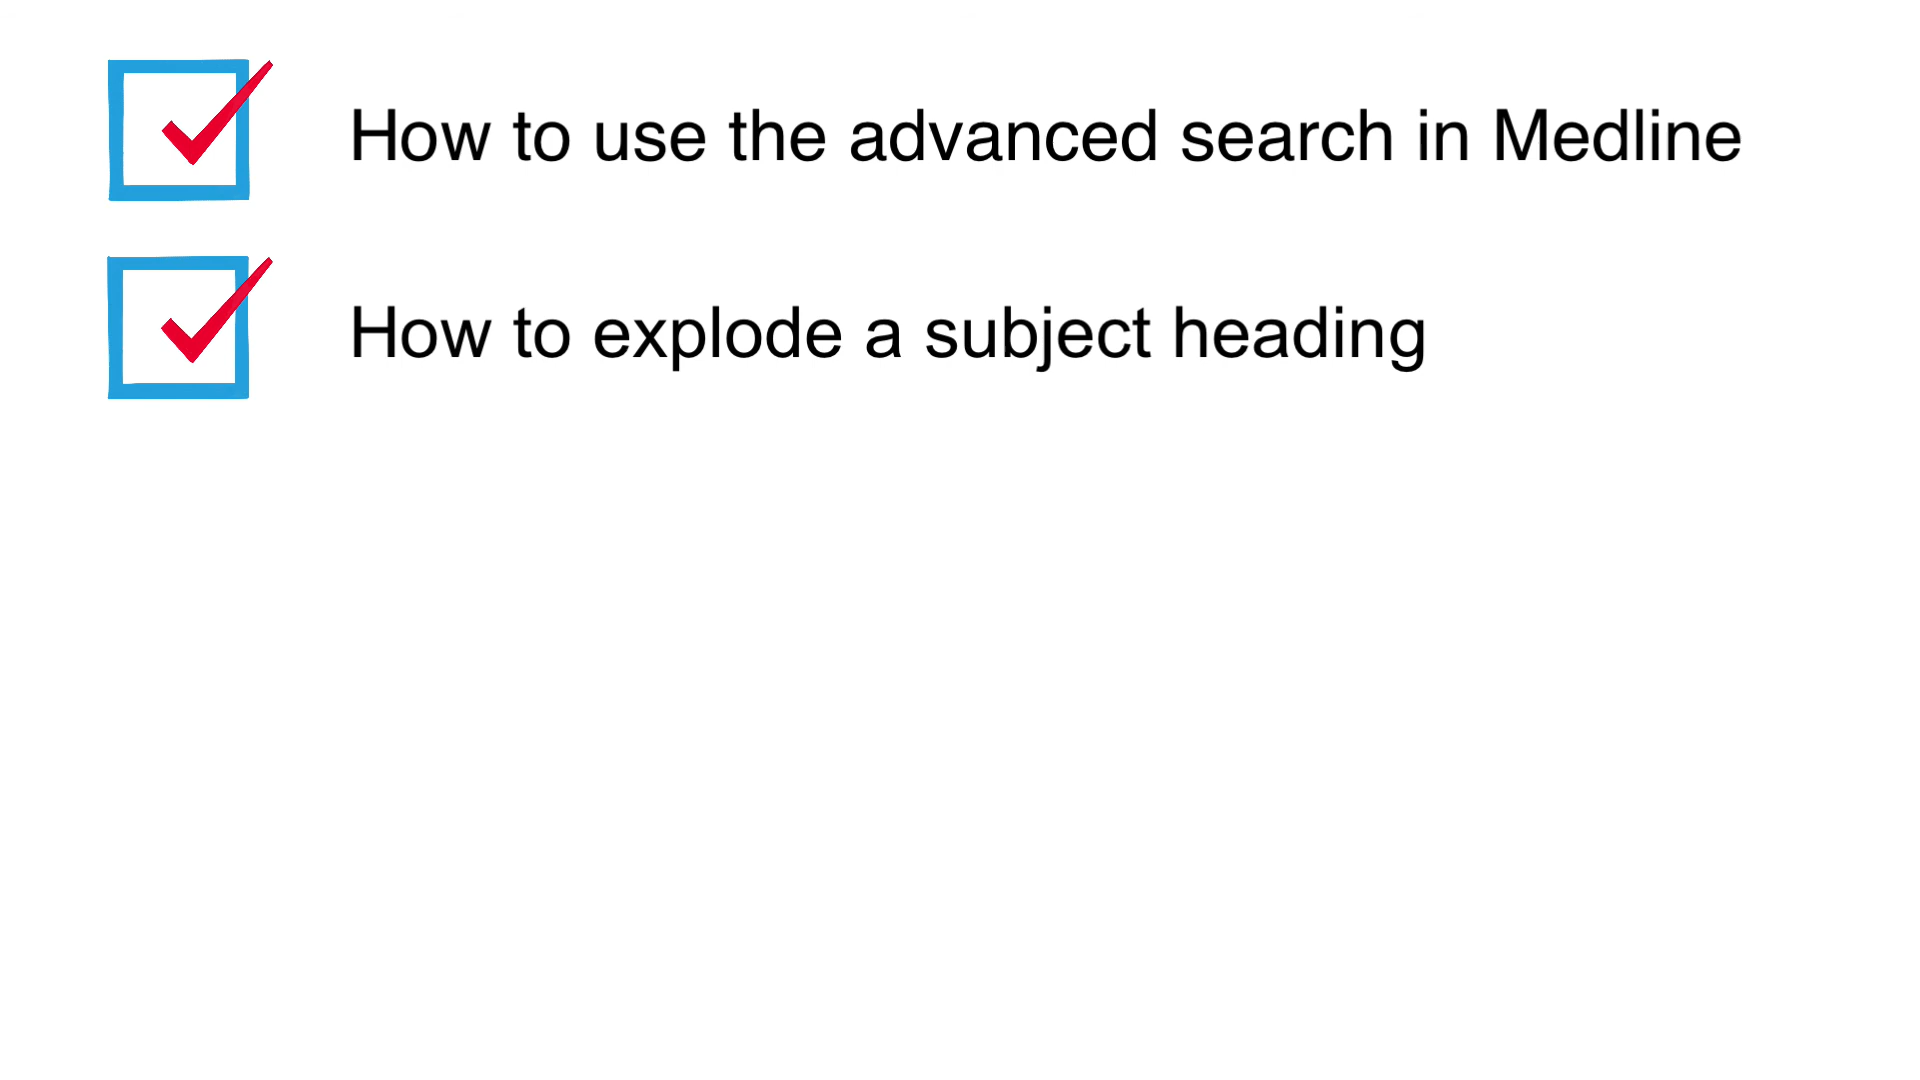 How to use the advanced search in Medline
How to explode a subject heading